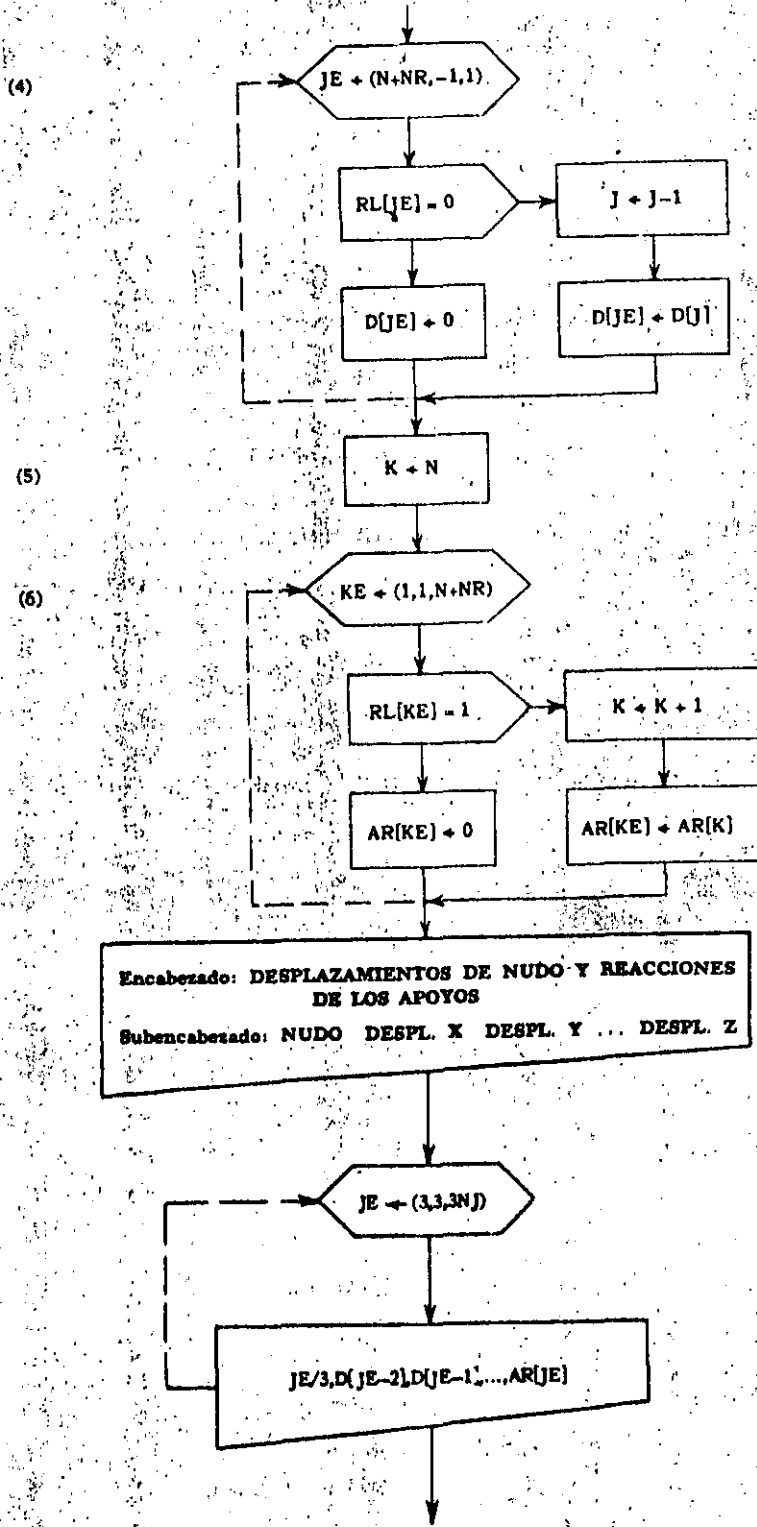 (4)
JE ← (N+NR,-1,1)
RL[JE] = 0
J ← J-1
D[JE] ← 0
D[JE] ← D[J]
(5)
K ← N
(6)
KE ← (1,1,N+NR)
RL[KE] = 1
K ← K + 1
AR[KE] ← 0
AR[KE] ← AR[K]
Encabezado: DESPLAZAMIENTOS DE NUDO Y REACCIONES
DE LOS APOYOS
Subencabezado: NUDO DESPL. X DESPL. Y ... DESPL. Z
JE ← (3,3,3NJ)
JE/3,D[JE-2],D[JE-1],...,AR[JE]